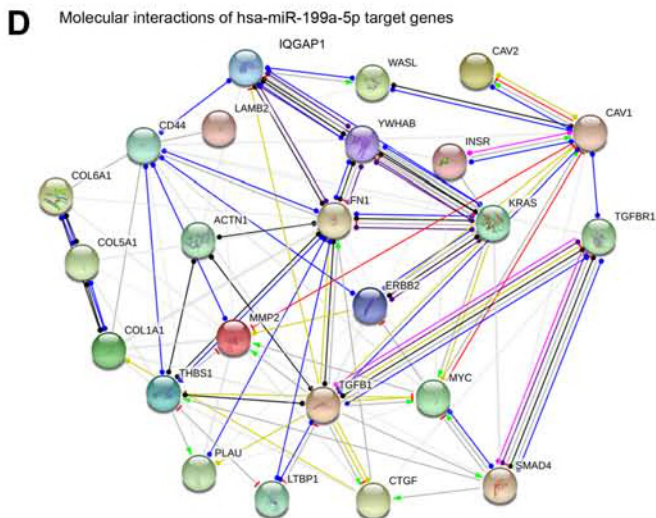 D
Molecular interactions of hsa-miR-199a-5p target genes
IQGAP1
WASL
CAV2
LAMB2
CD44
YWHAB
INSR
CAV1
COL6A1
FN1
KRAS
TGFBR1
ACTN1
COL5A1
ERBB2
MMP2
COL1A1
THBS1
TGFB1
MYC
PLAU
LTBP1
CTGF
SMAD4